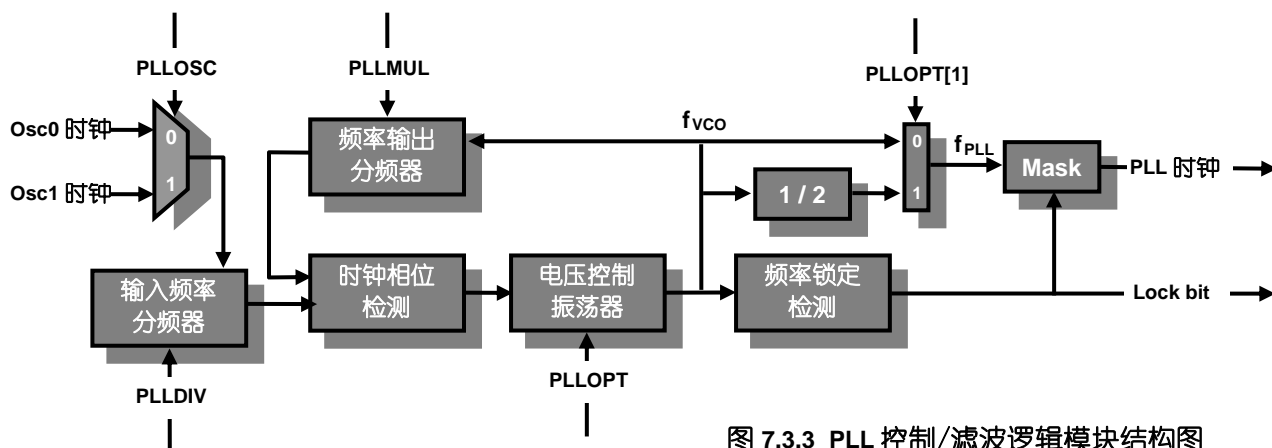 PLLOSC
PLLMUL
PLLOPT[1]
Osc0 时钟
0
频率输出
分频器
fVCO
0
fPLL
Mask
PLL 时钟
Osc1 时钟
1
1 / 2
1
输入频率
分频器
时钟相位
检测
电压控制
振荡器
频率锁定
检测
Lock bit
PLLDIV
PLLOPT
图 7.3.3 PLL 控制/滤波逻辑模块结构图